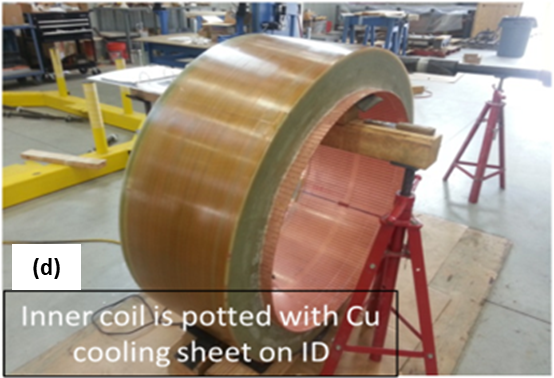 (d)
Inner coil is potted with Cu
cooling sheet on ID